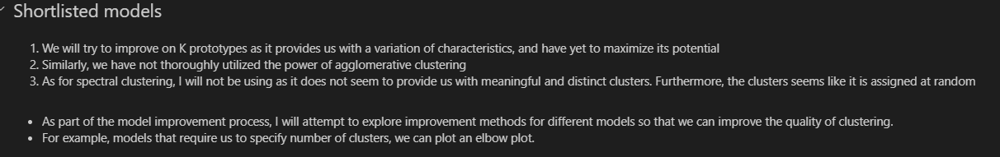 Shortlisted models
1. We will try to improve on K prototypes as it provides us with a variation of characteristics, and have yet to maximize its potential
2. Similarly, we have not thoroughly utilized the power of agglomerative clustering
3. As for spectral clustering, I will not be using as it does not seem to provide us with meaningful and distinct clusters. Furthermore, the clusters seems like it is assigned at random
• As part of the model improvement process, I will attempt to explore improvement methods for different models so that we can improve the quality of clustering.
• For example, models that require us to specify number of clusters, we can plot an elbow plot.